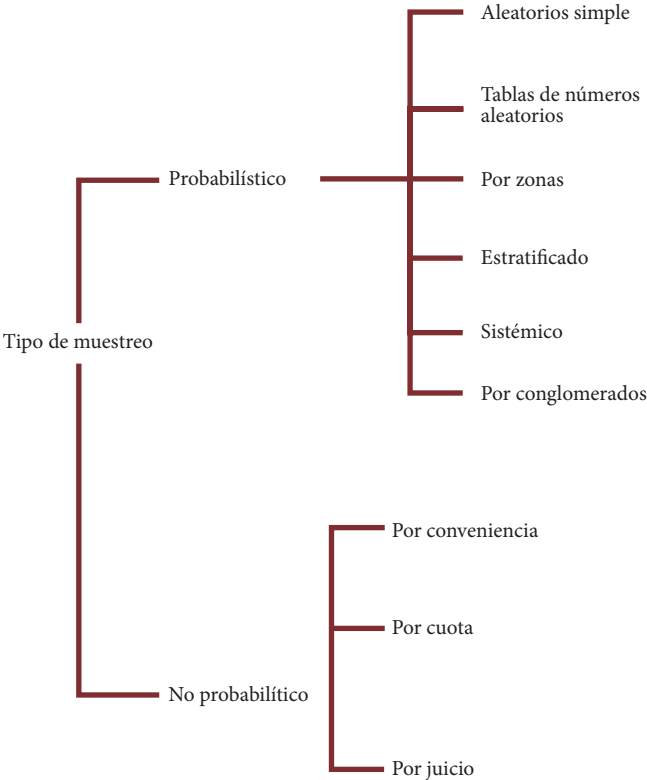 Aleatorios simple
Tablas de números
aleatorios
Probabilístico
Por zonas
Estratificado
Sistémico
Tipo de muestreo
Por conglomerados
Por conveniencia
Por cuota
No probabilítico
Por juicio